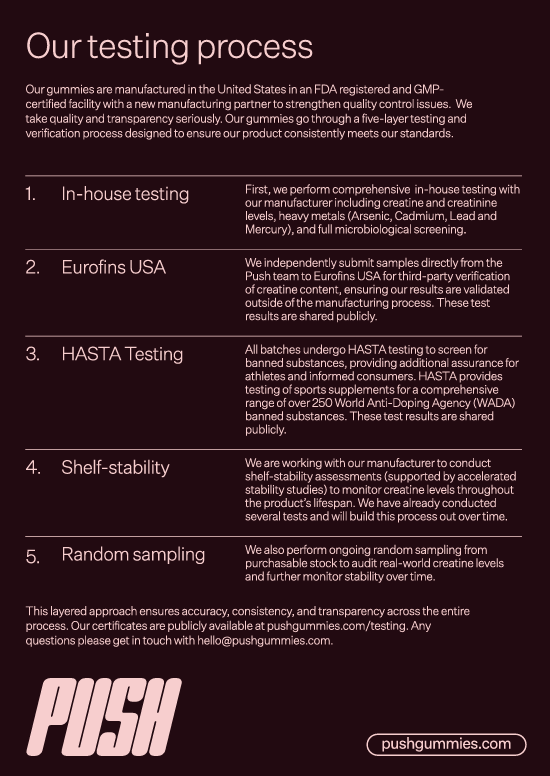 Our testing process
Our gummies are manufactured in the United States in an FDA registered and GMP-
certified facility with a new manufacturing partner to strengthen quality control issues. We
take quality and transparency seriously. Our gummies go through a five-layer testing and
verification process designed to ensure our product consistently meets our standards.
1. In-house testing
First, we perform comprehensive in-house testing with
our manufacturer including creatine and creatinine
levels, heavy metals (Arsenic, Cadmium, Lead and
Mercury), and full microbiological screening.
2. Eurofins USA
We independently submit samples directly from the
Push team to Eurofins USA for third-party verification
of creatine content, ensuring our results are validated
outside of the manufacturing process. These test
results are shared publicly.
3. HASTA Testing
All batches undergo HASTA testing to screen for
banned substances, providing additional assurance for
athletes and informed consumers. HASTA provides
testing of sports supplements for a comprehensive
range of over 250 World Anti-Doping Agency (WADA)
banned substances. These test results are shared
publicly.
4. Shelf-stability
We are working with our manufacturer to conduct
shelf-stability assessments (supported by accelerated
stability studies) to monitor creatine levels throughout
the product's lifespan. We have already conducted
several tests and will build this process out over time.
5. Random sampling
We also perform ongoing random sampling from
purchasable stock to audit real-world creatine levels
and further monitor stability over time.
This layered approach ensures accuracy, consistency, and transparency across the entire
process. Our certificates are publicly available at pushgummies.com/testing. Any
questions please get in touch with hello@pushgummies.com.
PUSH
pushgummies.com